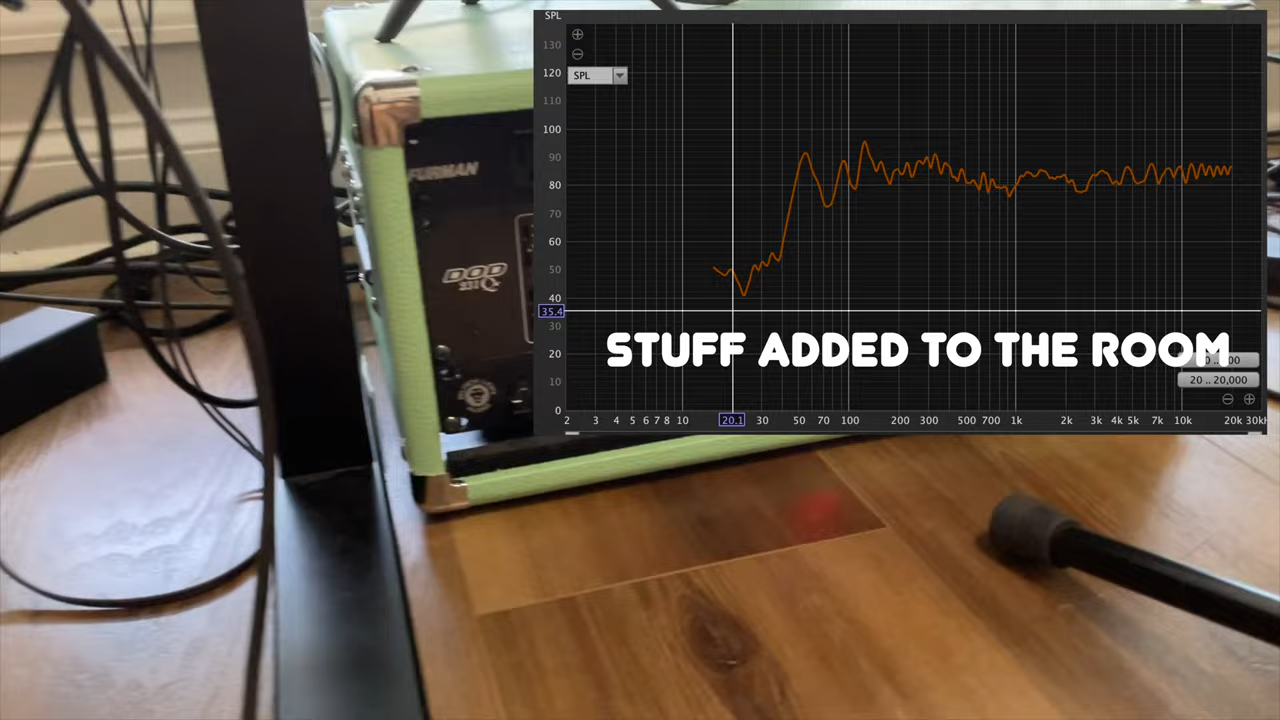 SPL
130
120
110
100
90
80
70
60
50
40
35.4
30
20
10
0
SPL
FURMAN
DOD
STUFF ADDED TO THE ROOM
20 .. 20,000
2 3 4 5 6 7 8 10 20.1 30 50 70 100 200 300 500 700 1k 2k 3k 4k 5k 7k 10k 20k 30kH